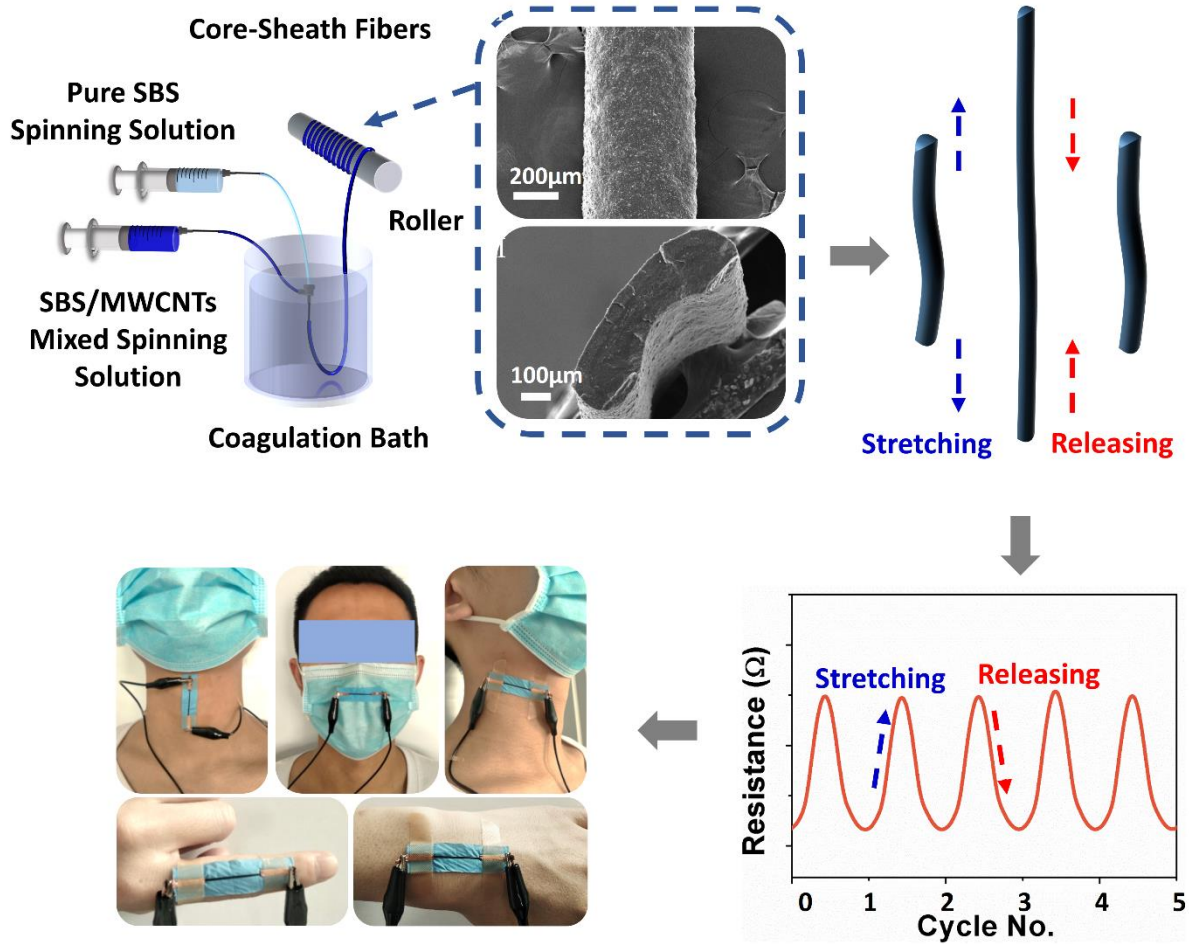 Core-Sheath Fibers
Pure SBS
Spinning Solution
Roller
SBS/MWCNTs
Mixed Spinning
Solution
Coagulation Bath
200μm
100μm
Stretching
Releasing
Stretching
Releasing
Resistance (Ω)
0 1 2 3 4 5
Cycle No.